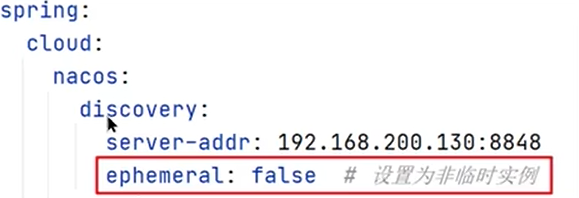 spring:
cloud:
nacos:
discovery:
server-addr: 192.168.200.130:8848
ephemeral: false # 设置为非临时实例